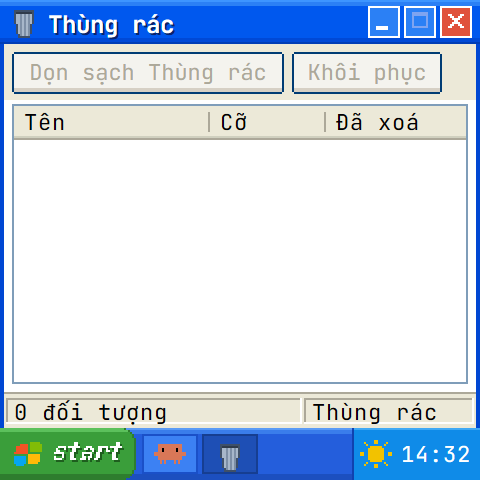 Thùng rác
Dọn sạch Thùng rác Khôi phục
Tên Cỡ Đã xoá
0 đối tượng Thùng rác
start 14:32